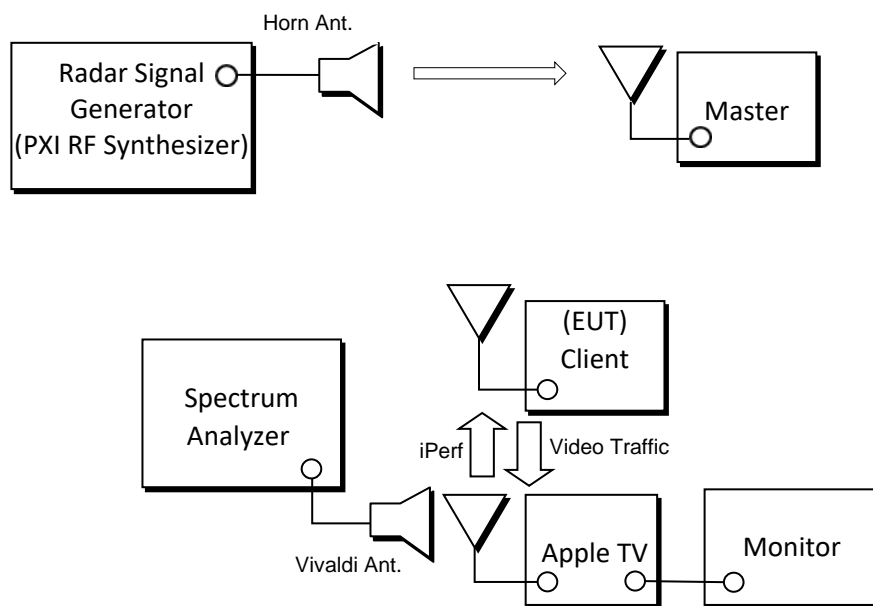 Horn Ant.
Radar Signal
Generator
(PXI RF Synthesizer)
Master
(EUT)
Client
Spectrum
Analyzer
iPerf
Video Traffic
Vivaldi Ant.
Apple TV
Monitor